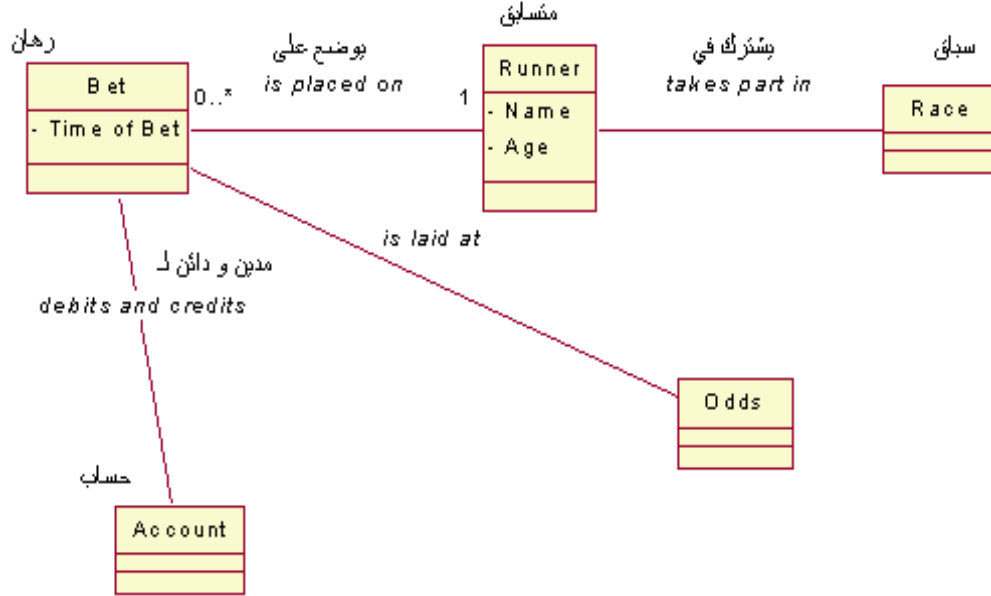 متسابق
رهان
يوضع على
يشترك في
سباق
Bet
0..*
is placed on
1
Runner
takes part in
Race
- Time of Bet
- Name
- Age
is laid at
مدين و دائن لـ
debits and credits
Odds
حساب
Account